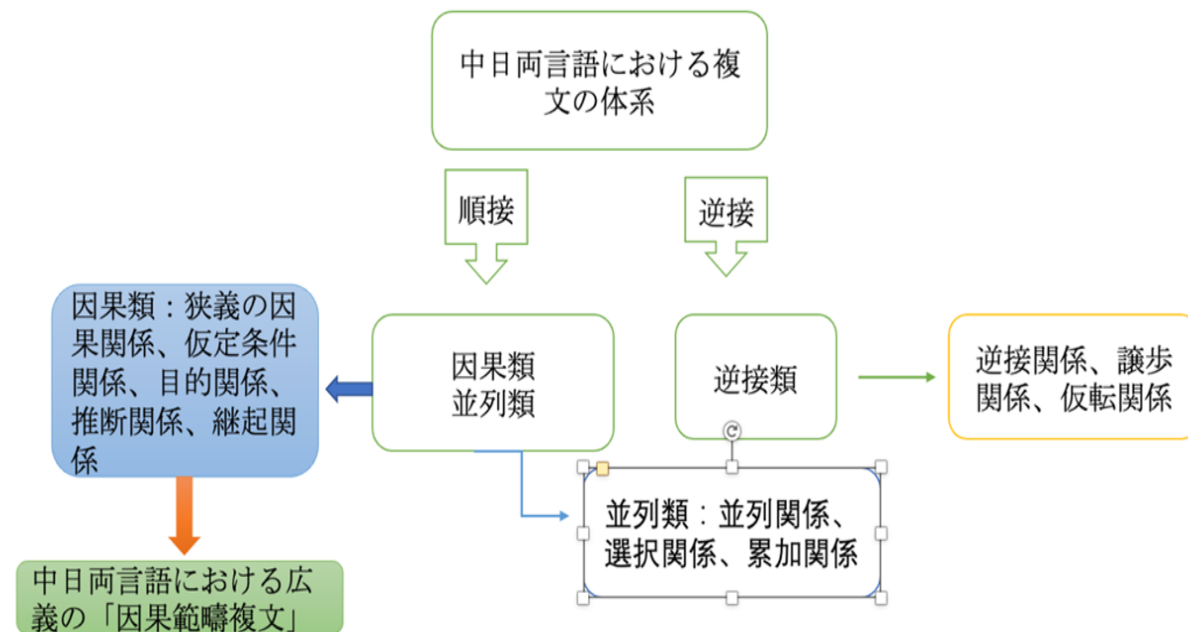 中日両言語における複
文の体系
順接
逆接
因果類：狭義の因
果関係、仮定条件
関係、目的関係、
推断関係、継起関
係
因果類
並列類
逆接類
逆接関係、譲歩
関係、仮転関係
並列類：並列関係、
選択関係、累加関係
中日両言語における広
義の「因果範疇複文」